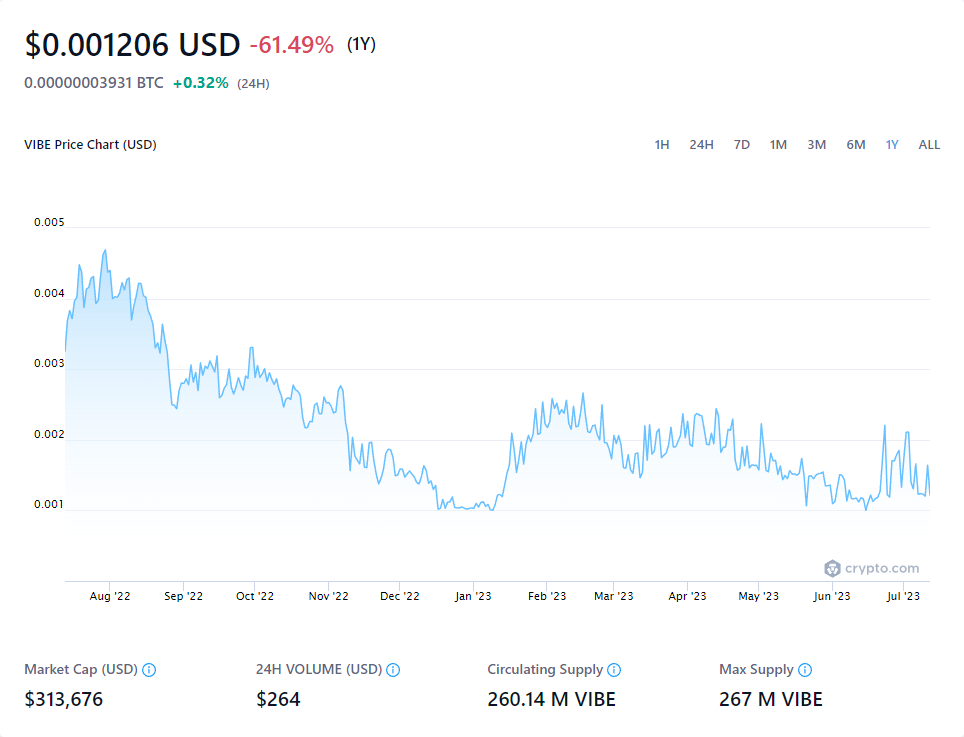 $0.001206 USD -61.49% (1Y)
0.00000003931 BTC +0.32% (24H)
VIBE Price Chart (USD) 1H 24H 7D 1M 3M 6M 1Y ALL
0.005
0.004
0.003
0.002
0.001
crypto.com
Aug '22 Sep '22 Oct '22 Nov '22 Dec '22 Jan '23 Feb '23 Mar '23 Apr '23 May '23 Jun '23 Jul '23
Market Cap (USD) 24H VOLUME (USD) Circulating Supply Max Supply
$313,676 $264 260.14 M VIBE 267 M VIBE